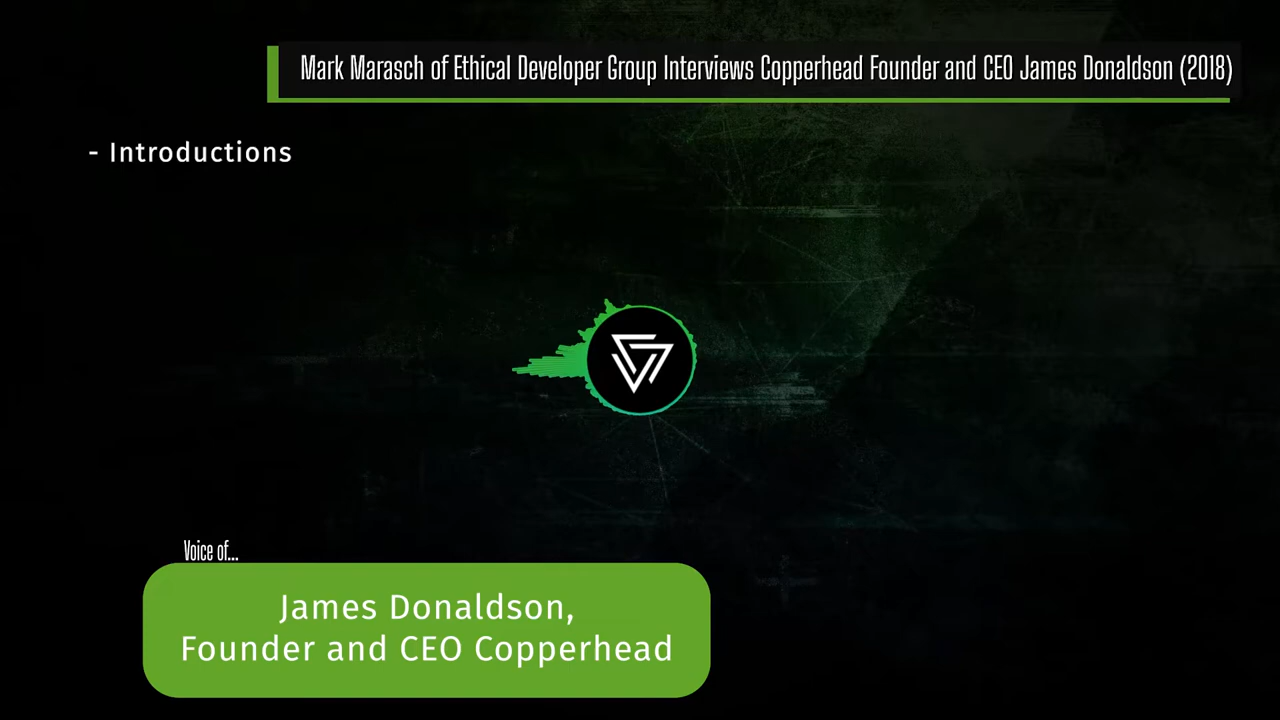 Mark Marasch of Ethical Developer Group Interviews Copperhead Founder and CEO James Donaldson (2018)
- Introductions
Voice of...
James Donaldson,
Founder and CEO Copperhead